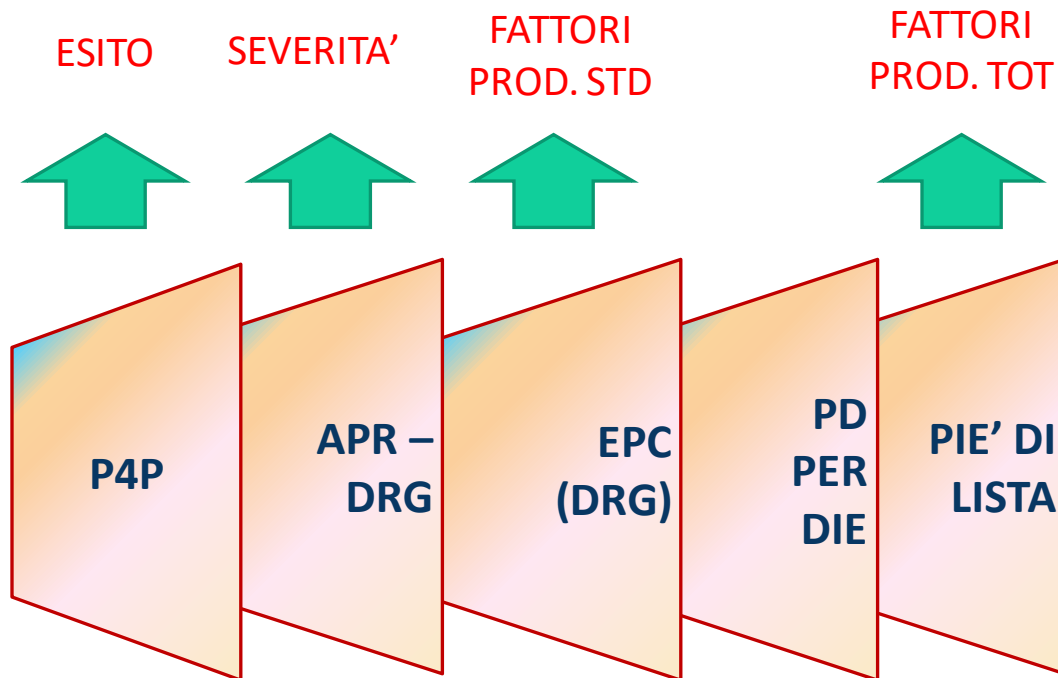 ESITO
SEVERITA’
FATTORI
PROD. STD
FATTORI
PROD. TOT
P4P
APR –
DRG
EPC
(DRG)
PD
PER
DIE
PIE’ DI
LISTA